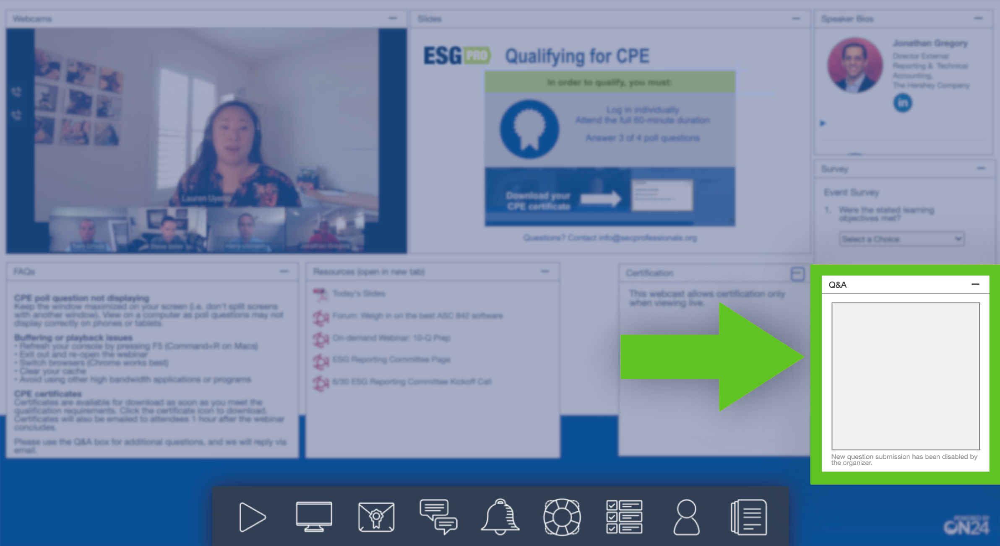 Webcams
Lauren Uyeno
Steve Soter
Harry Ullmann
Jonathan Gregory
Slides
ESG PRO Qualifying for CPE
In order to qualify, you must:
Log in individually
Attend the full 60-minute duration
Answer 3 of 4 poll questions
Download your
CPE certificate
Questions? Contact info@secprofessionals.org
Speaker Bios
Jonathan Gregory
Director External
Reporting & Technical
Accounting,
The Hershey Company
in
Survey
Event Survey
1. Were the stated learning
objectives met?
Select a Choice
FAQs
CPE poll question not displaying
Keep the window maximized on your screen (i.e. don't split screens
with another window). View on a computer as poll questions may not
display correctly on phones or tablets.
Buffering or playback issues
• Refresh your console by pressing F5 (Command+R on Macs)
• Exit out and re-open the webinar
• Switch browsers (Chrome works best)
• Clear your cache
• Avoid using other high bandwidth applications or programs
CPE certificates
Certificates are available for download as soon as you meet the
qualification requirements. Click the certificate icon to download.
Certificates will also be emailed to attendees 1 hour after the webinar
concludes.
Please use the Q&A box for additional questions, and we will reply via
email.
Resources (open in new tab)
Today's Slides
Forum: Weigh in on the best ASC 842 software
On-demand Webinar: 10-Q Prep
ESG Reporting Committee Page
6/30 ESG Reporting Committee Kickoff Call
Certification
This webcast allows certification only
when viewing live.
Q&A
New question submission has been disabled by
the organizer.
POWERED BY
ON24